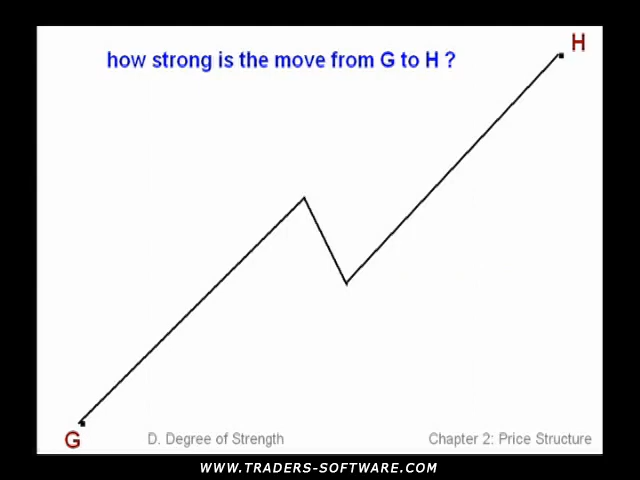 how strong is the move from G to H ?
H
G
D. Degree of Strength
Chapter 2: Price Structure
WWW.TRADERS-SOFTWARE.COM